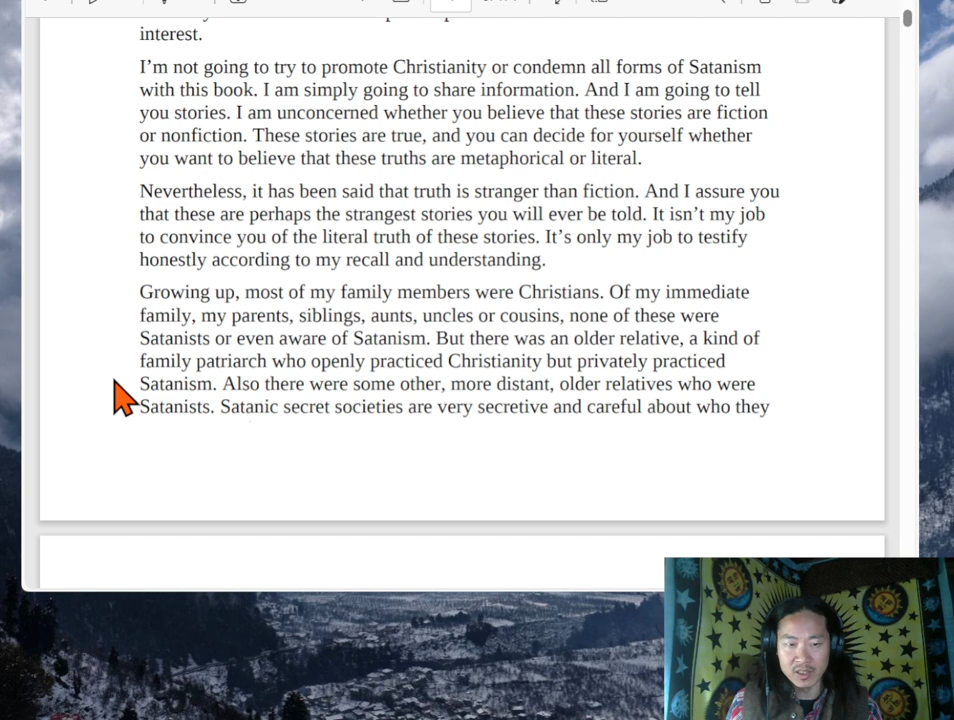 interest.
I'm not going to try to promote Christianity or condemn all forms of Satanism
with this book. I am simply going to share information. And I am going to tell
you stories. I am unconcerned whether you believe that these stories are fiction
or nonfiction. These stories are true, and you can decide for yourself whether
you want to believe that these truths are metaphorical or literal.
Nevertheless, it has been said that truth is stranger than fiction. And I assure you
that these are perhaps the strangest stories you will ever be told. It isn't my job
to convince you of the literal truth of these stories. It's only my job to testify
honestly according to my recall and understanding.
Growing up, most of my family members were Christians. Of my immediate
family, my parents, siblings, aunts, uncles or cousins, none of these were
Satanists or even aware of Satanism. But there was an older relative, a kind of
family patriarch who openly practiced Christianity but privately practiced
Satanism. Also there were some other, more distant, older relatives who were
Satanists. Satanic secret societies are very secretive and careful about who they